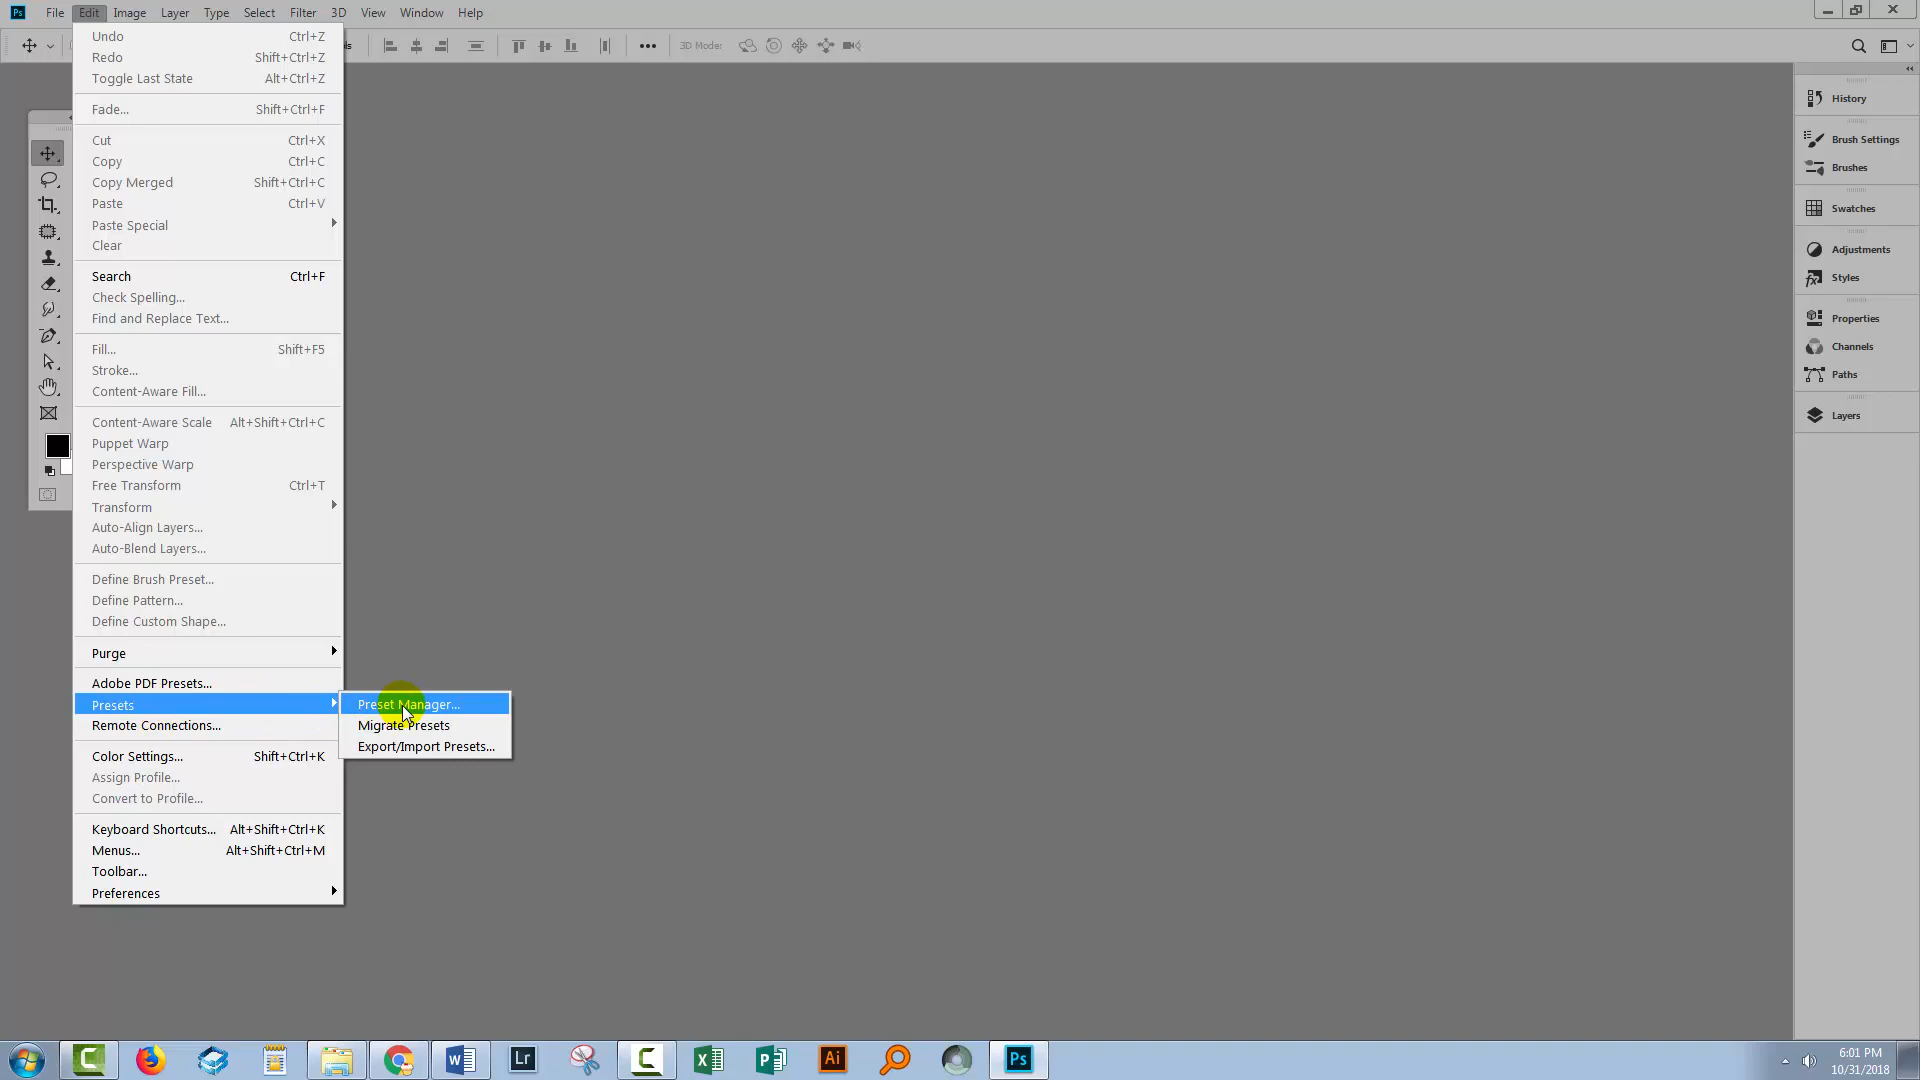 Ps File Edit Image Layer Type Select Filter 3D View Window Help
3D Mode:
Undo Ctrl+Z
Redo Shift+Ctrl+Z
Toggle Last State Alt+Ctrl+Z
Fade... Shift+Ctrl+F
Cut Ctrl+X
Copy Ctrl+C
Copy Merged Shift+Ctrl+C
Paste Ctrl+V
Paste Special
Clear
Search Ctrl+F
Check Spelling...
Find and Replace Text...
Fill... Shift+F5
Stroke...
Content-Aware Fill...
Content-Aware Scale Alt+Shift+Ctrl+C
Puppet Warp
Perspective Warp
Free Transform Ctrl+T
Transform
Auto-Align Layers...
Auto-Blend Layers...
Define Brush Preset...
Define Pattern...
Define Custom Shape...
Purge
Adobe PDF Presets...
Presets
Remote Connections...
Color Settings... Shift+Ctrl+K
Assign Profile...
Convert to Profile...
Keyboard Shortcuts... Alt+Shift+Ctrl+K
Menus... Alt+Shift+Ctrl+M
Toolbar...
Preferences
Preset Manager...
Migrate Presets
Export/Import Presets...
History
Brush Settings
Brushes
Swatches
Adjustments
Styles
Properties
Channels
Paths
Layers
Lr Ai Ps
6:01 PM
10/31/2018